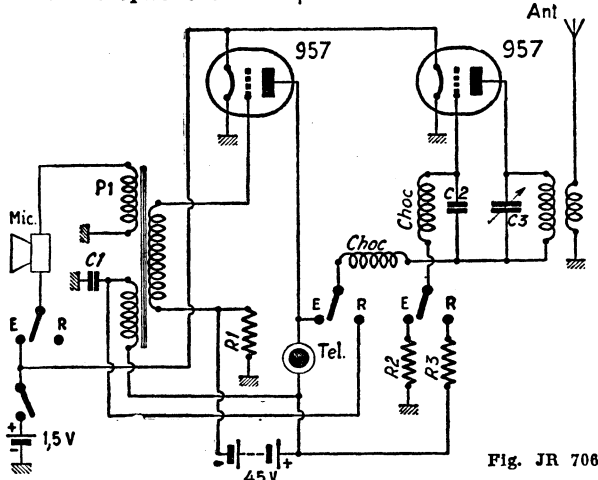 Ant
957
957
P1
Mic.
Choc
C2
C3
Choc
C1
E
R
E
R
E
R
R1
Tel.
R2
R3
+
1,5 V
-
-
+
45V
Fig. JR 706